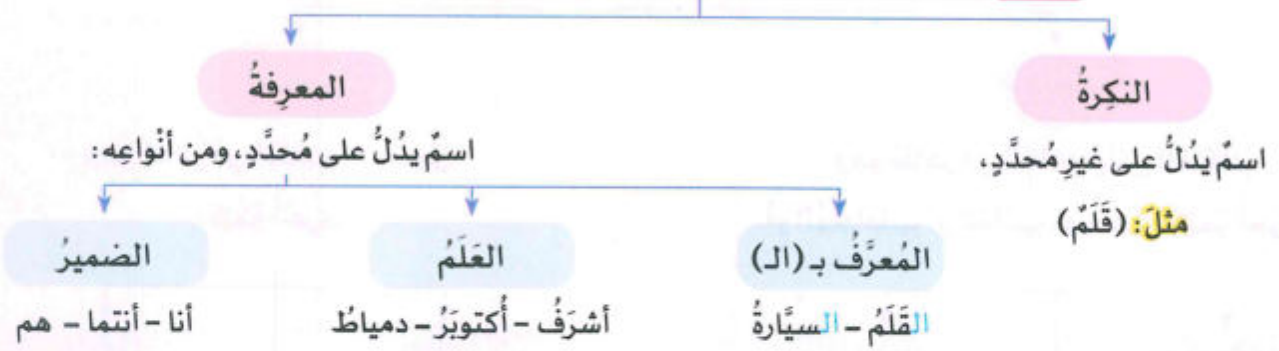 النكِرةُ
اسمٌ يدُلُّ على غيرِ مُحدَّدٍ،
مثلَ: (قَلَمٌ)
المعرِفةُ
اسمٌ يدُلُّ على مُحدَّدٍ، ومن أنْواعِه:
المُعرَّفُ بـ (الـ)
القَلَمُ – السيَّارةُ
العَلَمُ
أشرَفُ – أُكتوبَرُ – دمياطُ
الضميرُ
أنا – أنتما – هم